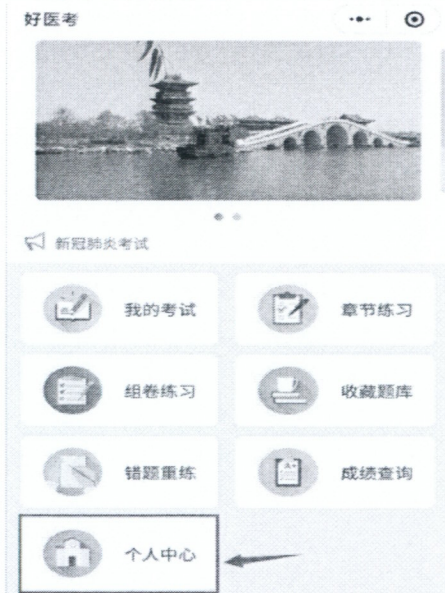 好医考
新冠肺炎考试
我的考试
章节练习
组卷练习
收藏题库
错题重练
成绩查询
个人中心